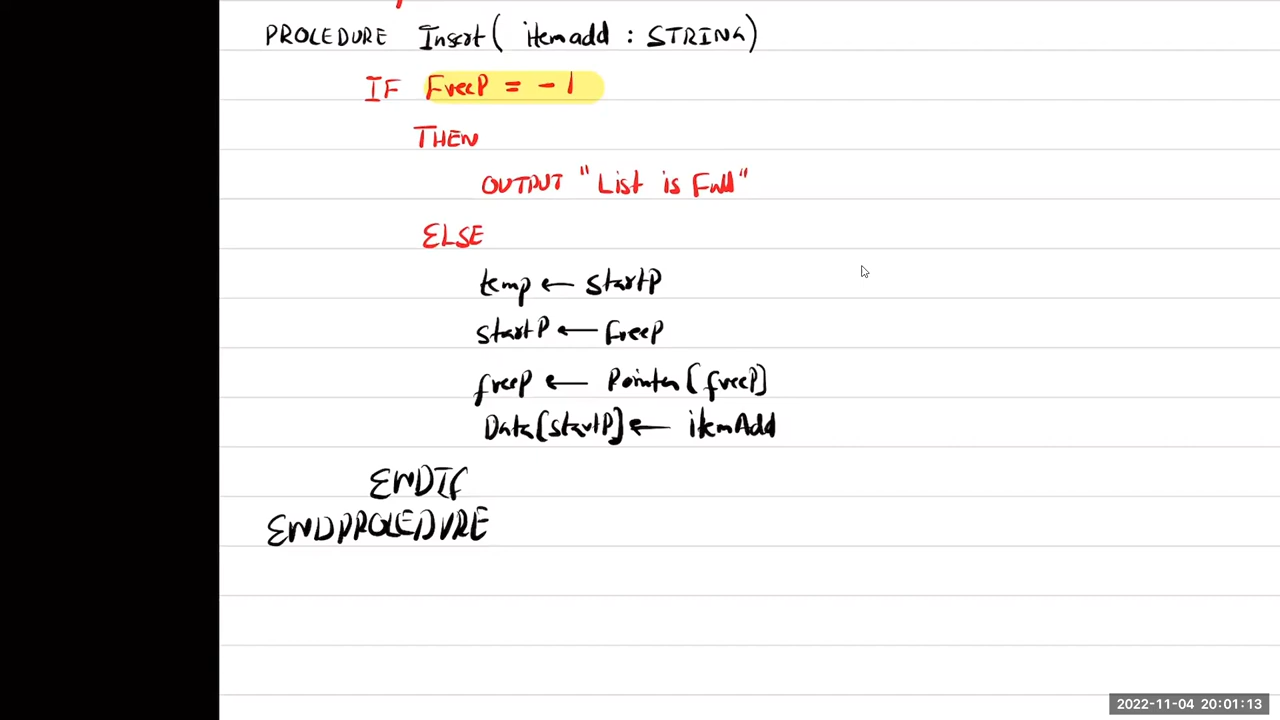 PROCEDURE Insert( itemadd : STRING)
IF FreeP = -1
THEN
OUTPUT "List is Full"
ELSE
temp ← startP
startP ← FreeP
freeP ← Pointer[freeP]
Data[startP] ← itemAdd
ENDIF
ENDPROCEDURE
2022-11-04 20:01:13